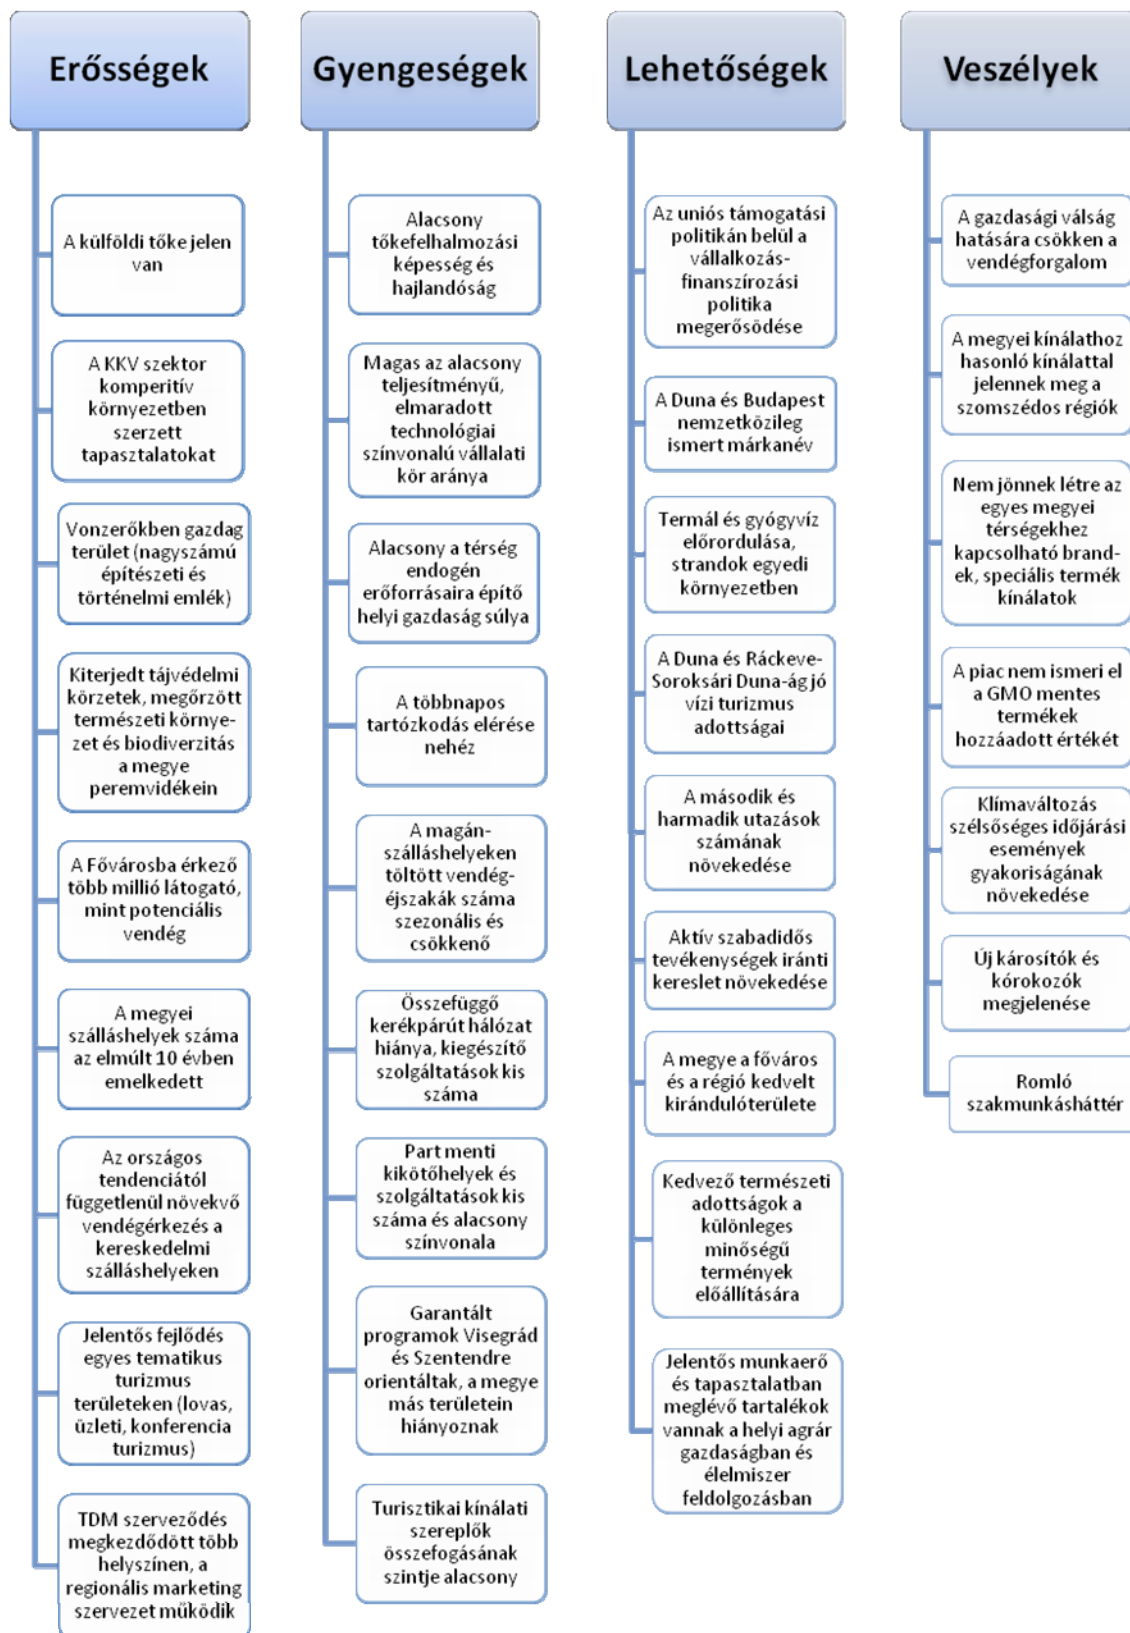 Erősségek
A külföldi tőke jelen
van
A KKV szektor
komperitív
környezetben
szerzett
tapasztalatokat
Vonzerőkben gazdag
terület (nagyszámú
építészeti és
történelmi emlék)
Kiterjedt tájvédelmi
körzetek, megőrzött
természeti környe-
zet és biodiverzitás
a megye
peremvidékein
A Fővárosba érkező
több millió látogató,
mint potenciális
vendég
A megyei
szálláshelyek száma
az elmúlt 10 évben
emelkedett
Az országos
tendenciától
függetlenül növekvő
vendégérkezés a
kereskedelmi
szálláshelyeken
Jelentős fejlődés
egyes tematikus
turizmus
területeken (lovas,
üzleti, konferencia
turizmus)
TDM szerveződés
megkezdődött több
helyszínen, a
regionális marketing
szervezet működik
Gyengeségek
Alacsony
tőkefelhalmozási
képesség és
hajlandóság
Magas az alacsony
teljesítményű,
elmaradott
technológiai
színvonalú vállalati
kör aránya
Alacsony a térség
endogén
erőforrásaira építő
helyi gazdaság súlya
A többnapos
tartózkodás elérése
nehéz
A magán-
szálláshelyeken
töltött vendég-
éjszakák száma
szezonális és
csökkenő
Összefüggő
kerékpárút hálózat
hiánya, kiegészítő
szolgáltatások kis
száma
Part menti
kikötőhelyek és
szolgáltatások kis
száma és alacsony
színvonala
Garantált
programok Visegrád
és Szentendre
orientáltak, a megye
más területein
hiányoznak
Turisztikai kínálati
szereplők
összefogásának
szintje alacsony
Lehetőségek
Az uniós támogatási
politikán belül a
vállalkozás-
finanszírozási
politika
megerősödése
A Duna és Budapest
nemzetközileg
ismert márkanév
Termál és gyógyvíz
előrordulása,
strandok egyedi
környezetben
A Duna és Ráckeve-
Soroksári Duna-ág jó
vízi turizmus
adottságai
A második és
harmadik utazások
számának
növekedése
Aktív szabadidős
tevékenységek iránti
kereslet növekedése
A megye a főváros
és a régió kedvelt
kirándulóterülete
Kedvező természeti
adottságok a
különleges
minőségű
termények
előállítására
Jelentős munkaerő
és tapasztalatban
meglévő tartalékok
vannak a helyi agrár
gazdaságban és
élelmiszer
feldolgozásban
Veszélyek
A gazdasági válság
hatására csökken a
vendégforgalom
A megyei kínálathoz
hasonló kínálattal
jelennek meg a
szomszédos régiók
Nem jönnek létre az
egyes megyei
térségekhez
kapcsolható brand-
ek, speciális termék
kínálatok
A piac nem ismeri el
a GMO mentes
termékek
hozzáadott értékét
Klímaváltozás
szélsőséges időjárási
események
gyakoriságának
növekedése
Új károsítók és
kórokozók
megjelenése
Romló
szakmunkásháttér